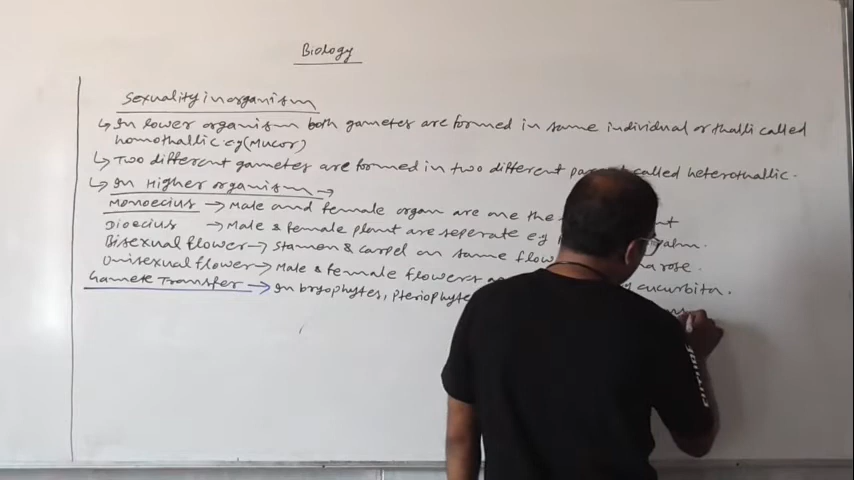 Biology
Sexuality in organism
↳ In lower organism both gametes are formed in same individual or thalli called
homothallic eg (Mucor)
↳ Two different gametes are formed in two different called heterothallic.
↳ In Higher organism →
Monoecius → Male and female organ are one the
Dioecius → Male & female plant are seperate eg
Bisexual flower → Stamen & carpel on same rose.
Unisexual flower → Male & female flowers cucurbita.
Gamete Transfer → In bryophytes,